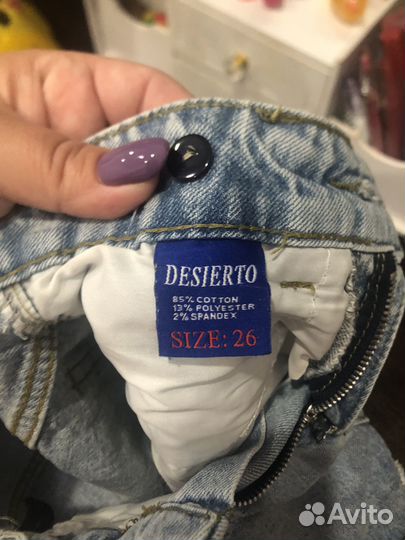 DESIERTO
85% COTTON
13% POLYESTER
2% SPANDEX
SIZE: 26
Avito